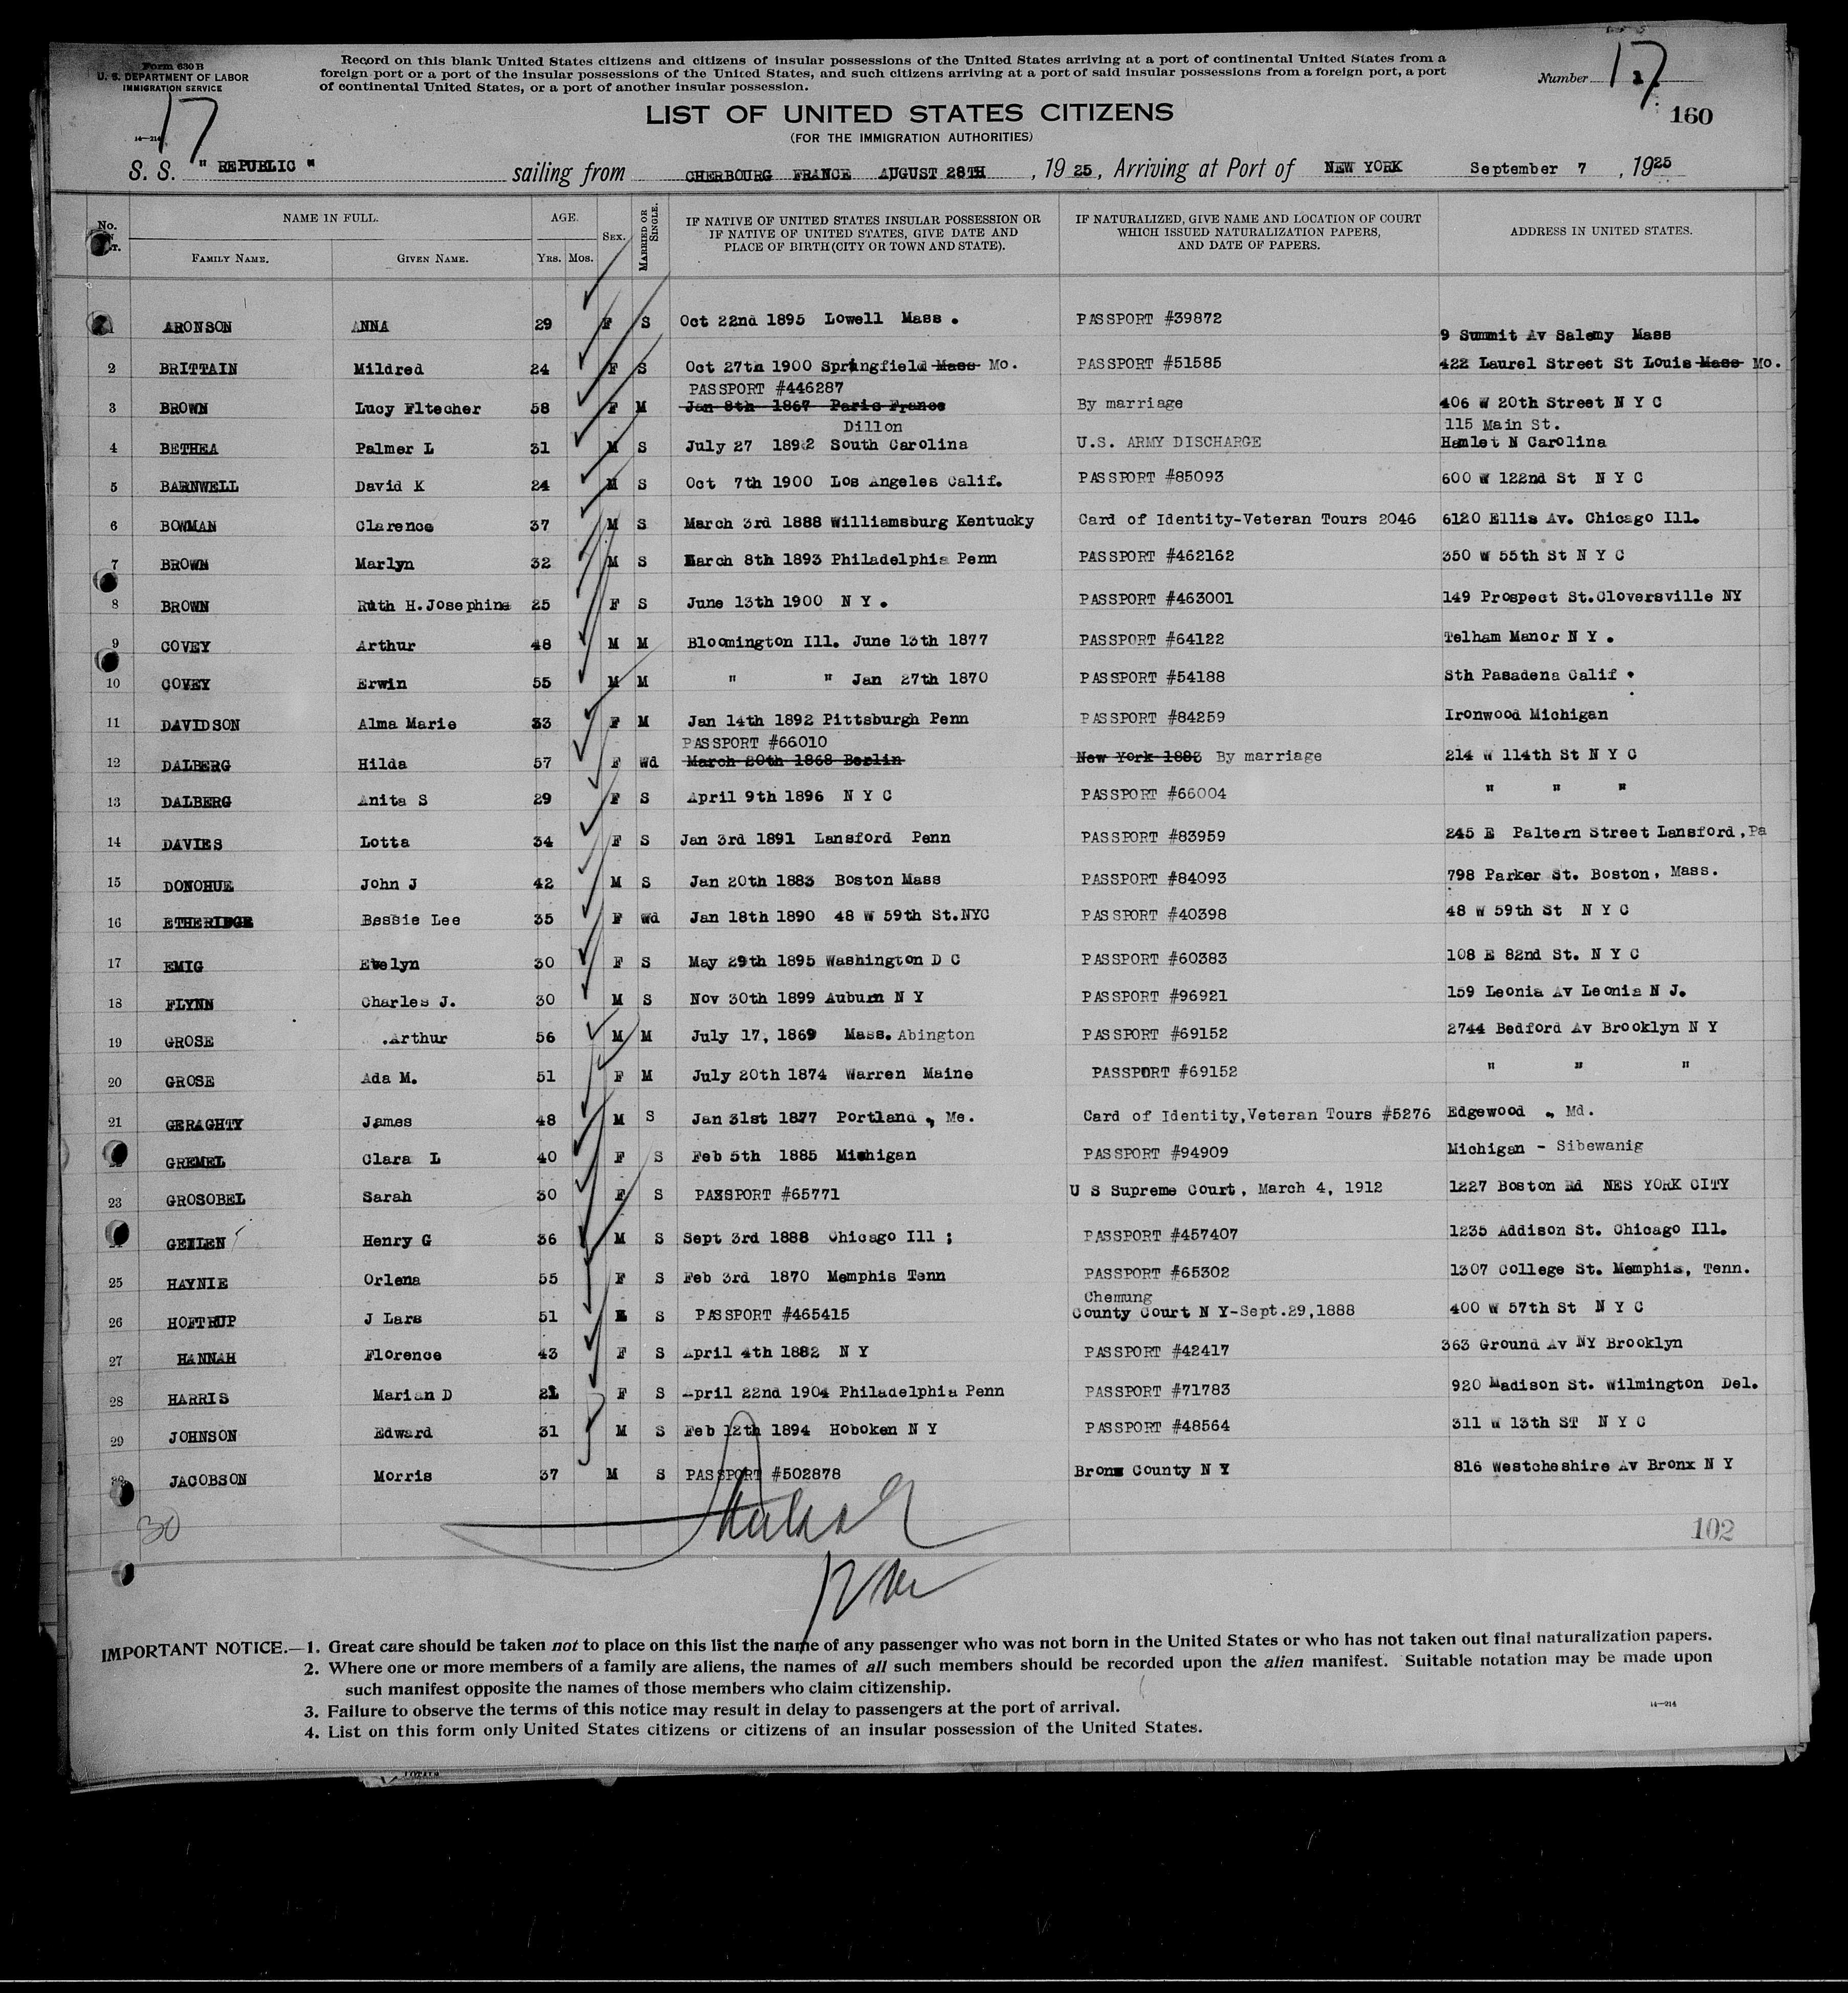 Form 630 B
U. S. DEPARTMENT OF LABOR
IMMIGRATION SERVICE
14—214
17
Record on this blank United States citizens and citizens of insular possessions of the United States arriving at a port of continental United States from a
foreign port or a port of the insular possessions of the United States, and such citizens arriving at a port of said insular possessions from a foreign port, a port
of continental United States, or a port of another insular possession.
Number 1
17
160
LIST OF UNITED STATES CITIZENS
(FOR THE IMMIGRATION AUTHORITIES)
S. S. " REPUBLIC " sailing from CHERBOURG FRANCE AUGUST 28TH , 19 25 , Arriving at Port of NEW YORK September 7 , 1925
No. NAME IN FULL. AGE. SEX. MARRIED OR SINGLE. IF NATIVE OF UNITED STATES INSULAR POSSESSION OR IF NATIVE OF UNITED STATES, GIVE DATE AND PLACE OF BIRTH (CITY OR TOWN AND STATE). IF NATURALIZED, GIVE NAME AND LOCATION OF COURT WHICH ISSUED NATURALIZATION PAPERS, AND DATE OF PAPERS. ADDRESS IN UNITED STATES.
FAMILY NAME. GIVEN NAME. YRS. MOS.
1 ARONSON ANNA 29 F S Oct 22nd 1895 Lowell Mass . PASSPORT #39872 9 Summit Av Salemy Mass
2 BRITTAIN Mildred 24 F S Oct 27th 1900 Springfield Mass Mo. PASSPORT #51585 422 Laurel Street St Louis Mass Mo.
PASSPORT #446287
3 BROWN Lucy Fltecher 58 F M Jan 8th 1867 Paris France By marriage 406 W 20th Street N Y C
Dillon 115 Main St.
4 BETHEA Palmer L 31 M S July 27 1892 South Carolina U.S. ARMY DISCHARGE Hamlet N Carolina
5 BARNWELL David K 24 M S Oct 7th 1900 Los Angeles Calif. PASSPORT #85093 600 W 122nd St N Y C
6 BOWMAN Clarence 37 M S March 3rd 1888 Williamsburg Kentucky Card of Identity-Veteran Tours 2046 6120 Ellis Av. Chicago Ill.
7 BROWN Marlyn 32 M S March 8th 1893 Philadelphia Penn PASSPORT #462162 350 W 55th St N Y C
8 BROWN Ruth H.Josephine 25 F S June 13th 1900 N Y . PASSPORT #463001 149 Prospect St.Cloversville NY
9 COVEY Arthur 48 M M Bloomington Ill. June 13th 1877 PASSPORT #64122 Telham Manor N Y .
10 COVEY Erwin 55 M M " " Jan 27th 1870 PASSPORT #54188 Sth Pasadena Calif .
11 DAVIDSON Alma Marie 33 F M Jan 14th 1892 Pittsburgh Penn PASSPORT #84259 Ironwood Michigan
PASSPORT #66010
12 DALBERG Hilda 57 F Wd March 20th 1868 Berlin New York 1883 By marriage 214 W 114th St N Y C
13 DALBERG Anita S 29 F S April 9th 1896 N Y C PASSPORT #66004 " " "
14 DAVIES Lotta 34 F S Jan 3rd 1891 Lansford Penn PASSPORT #83959 245 E Paltern Street Lansford,Pa
15 DONOHUE John J 42 M S Jan 20th 1883 Boston Mass PASSPORT #84093 798 Parker St. Boston, Mass.
16 ETHERIDGE Bessie Lee 35 F Wd Jan 18th 1890 48 W 59th St.NYC PASSPORT #40398 48 W 59th St N Y C
17 EMIG Evelyn 30 F S May 29th 1895 Washington D C PASSPORT #60383 108 E 82nd St. N Y C
18 FLYNN Charles J. 30 M S Nov 30th 1899 Auburn N Y PASSPORT #96921 159 Leonia Av Leonia N J.
19 GROSE .Arthur 56 M M July 17, 1869 Mass. Abington PASSPORT #69152 2744 Bedford Av Brooklyn N Y
20 GROSE Ada M. 51 F M July 20th 1874 Warren Maine PASSPORT #69152 " " "
21 GERAGHTY James 48 M S Jan 31st 1877 Portland , Me. Card of Identity,Veteran Tours #5276 Edgewood , Md.
GREMEL Clara L 40 F S Feb 5th 1885 Michigan PASSPORT #94909 Michigan - Sibewanig
23 GROSOBEL Sarah 30 F S PASSPORT #65771 U S Supreme Court, March 4, 1912 1227 Boston Rd NES YORK CITY
GEILEN Henry G 36 M S Sept 3rd 1888 Chicago Ill ; PASSPORT #457407 1235 Addison St. Chicago Ill.
25 HAYNIE Orlena 55 F S Feb 3rd 1870 Memphis Tenn PASSPORT #65302 1307 College St. Memphis, Tenn.
Chemung
26 HOFTRUP J Lars 51 M S PASSPORT #465415 County Court N Y-Sept.29,1888 400 W 57th St N Y C
27 HANNAH Florence 43 F S April 4th 1882 N Y PASSPORT #42417 363 Ground Av NY Brooklyn
28 HARRIS Marian D 21 F S April 22nd 1904 Philadelphia Penn PASSPORT #71783 920 Madison St. Wilmington Del.
29 JOHNSON Edward 31 M S Feb 12th 1894 Hoboken N Y PASSPORT #48564 311 W 13th ST N Y C
30 JACOBSON Morris 37 M S PASSPORT #502878 Bronx County N Y 816 Westcheshire Av Bronx N Y
30
102
IMPORTANT NOTICE.—1. Great care should be taken not to place on this list the name of any passenger who was not born in the United States or who has not taken out final naturalization papers.
2. Where one or more members of a family are aliens, the names of all such members should be recorded upon the alien manifest. Suitable notation may be made upon
such manifest opposite the names of those members who claim citizenship.
3. Failure to observe the terms of this notice may result in delay to passengers at the port of arrival.
4. List on this form only United States citizens or citizens of an insular possession of the United States.
14—214